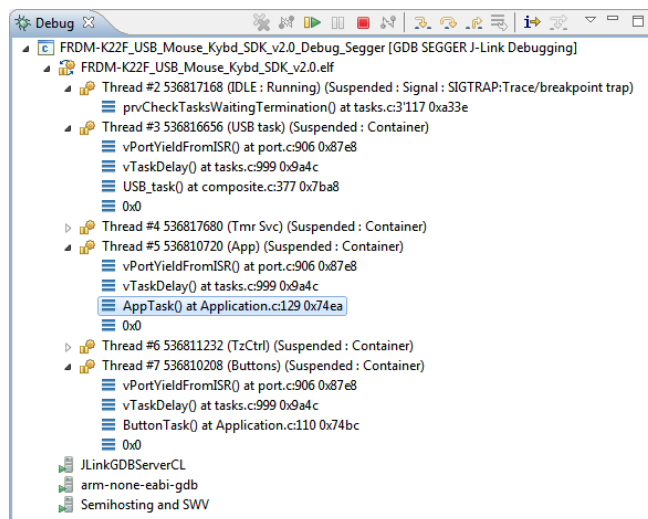 Debug
FRDM-K22F_USB_Mouse_Kybd_SDK_v2.0_Debug_Segger [GDB SEGGER J-Link Debugging]
FRDM-K22F_USB_Mouse_Kybd_SDK_v2.0.elf
Thread #2 536817168 (IDLE : Running) (Suspended : Signal : SIGTRAP:Trace/breakpoint trap)
prvCheckTasksWaitingTermination() at tasks.c:3'117 0xa33e
Thread #3 536816656 (USB task) (Suspended : Container)
vPortYieldFromISR() at port.c:906 0x87e8
vTaskDelay() at tasks.c:999 0x9a4c
USB_task() at composite.c:377 0x7ba8
0x0
Thread #4 536817680 (Tmr Svc) (Suspended : Container)
Thread #5 536810720 (App) (Suspended : Container)
vPortYieldFromISR() at port.c:906 0x87e8
vTaskDelay() at tasks.c:999 0x9a4c
AppTask() at Application.c:129 0x74ea
0x0
Thread #6 536811232 (TzCtrl) (Suspended : Container)
Thread #7 536810208 (Buttons) (Suspended : Container)
vPortYieldFromISR() at port.c:906 0x87e8
vTaskDelay() at tasks.c:999 0x9a4c
ButtonTask() at Application.c:110 0x74bc
0x0
JLinkGDBServerCL
arm-none-eabi-gdb
Semihosting and SWV